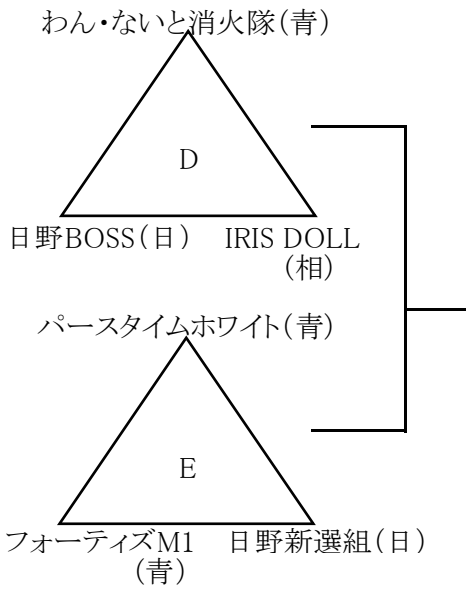 わん・ないと消火隊(青)
D
日野BOSS(日) IRIS DOLL
(相)
パースタイムホワイト(青)
E
フォーティズM1 日野新選組(日)
(青)